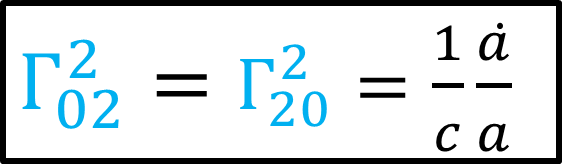 Γ²₀₂ = Γ²₂₀ = 1/c ȧ/a